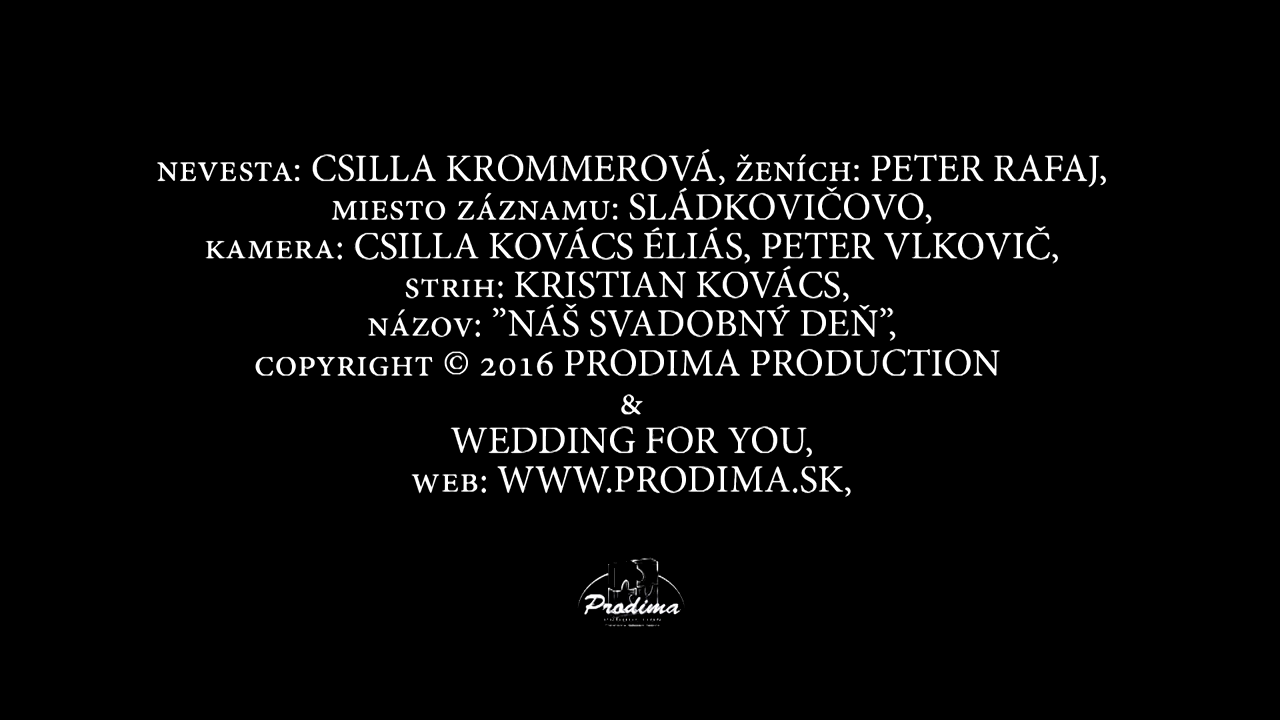 NEVESTA: CSILLA KROMMEROVÁ, ŽENÍCH: PETER RAFAJ,
MIESTO ZÁZNAMU: SLÁDKOVIČOVO,
KAMERA: CSILLA KOVÁCS ÉLIÁS, PETER VLKOVIČ,
STRIH: KRISTIAN KOVÁCS,
NÁZOV: ”NÁŠ SVADOBNÝ DEŇ”,
COPYRIGHT © 2016 PRODIMA PRODUCTION
&
WEDDING FOR YOU,
WEB: WWW.PRODIMA.SK,
Prodima